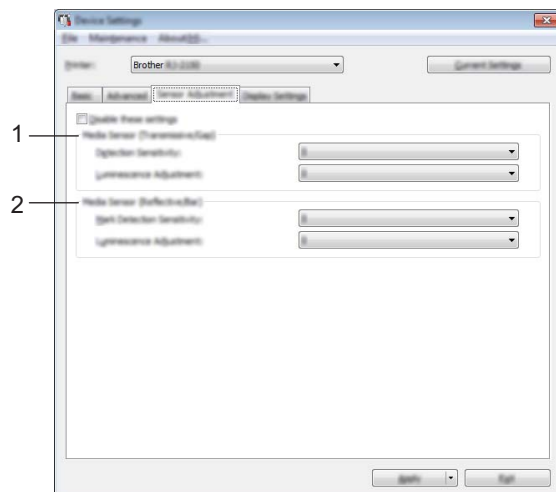 Device Settings
File Maintenance About
Printer: Brother RJ-2150 Current Settings
Basic Advanced Sensor Adjustment Display Settings
Disable these settings
1 Media Sensor (Transmissive/Gap)
Detection Sensitivity:
Luminescence Adjustment:
2 Media Sensor (Reflective/Bar)
Mark Detection Sensitivity:
Luminescence Adjustment:
Apply Exit